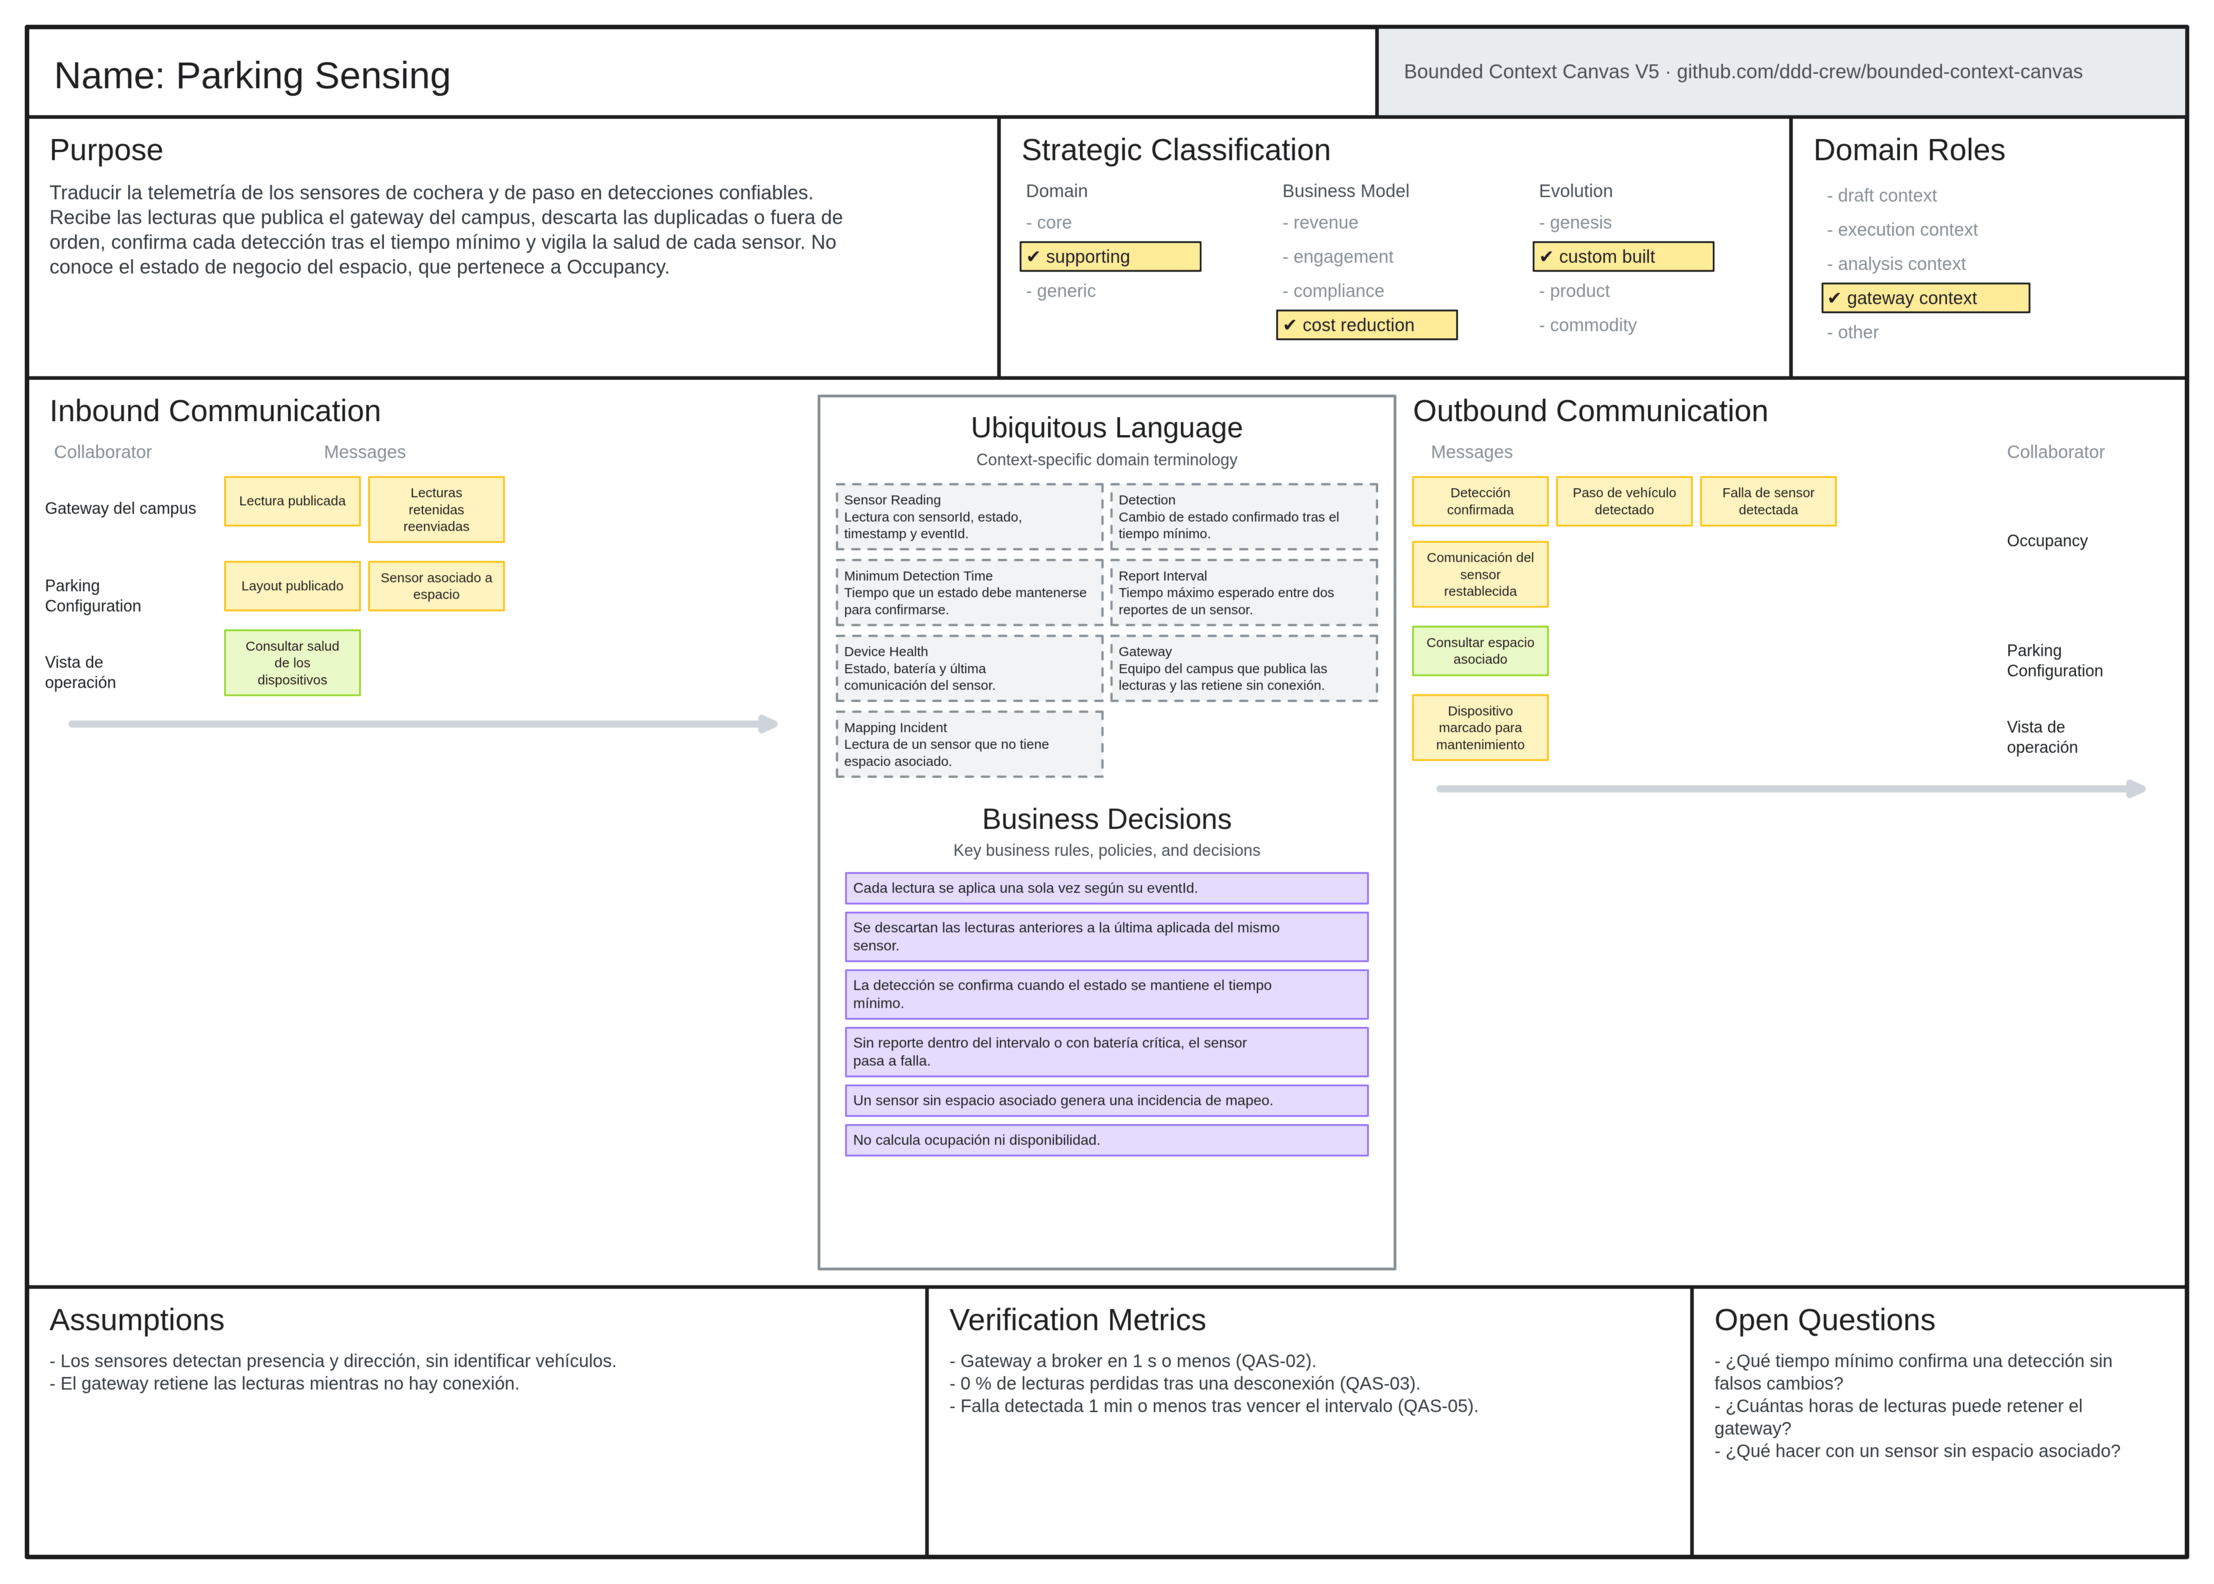 Name: Parking Sensing
Bounded Context Canvas V5 · github.com/ddd-crew/bounded-context-canvas
Purpose
Traducir la telemetría de los sensores de cochera y de paso en detecciones confiables.
Recibe las lecturas que publica el gateway del campus, descarta las duplicadas o fuera de
orden, confirma cada detección tras el tiempo mínimo y vigila la salud de cada sensor. No
conoce el estado de negocio del espacio, que pertenece a Occupancy.
Strategic Classification
Domain
- core
✔ supporting
- generic
Business Model
- revenue
- engagement
- compliance
✔ cost reduction
Evolution
- genesis
✔ custom built
- product
- commodity
Domain Roles
- draft context
- execution context
- analysis context
✔ gateway context
- other
Inbound Communication
Collaborator
Messages
Gateway del campus
Lectura publicada
Lecturas
retenidas
reenviadas
Parking
Configuration
Layout publicado
Sensor asociado a
espacio
Vista de
operación
Consultar salud
de los
dispositivos
Ubiquitous Language
Context-specific domain terminology
Sensor Reading
Lectura con sensorId, estado,
timestamp y eventId.
Detection
Cambio de estado confirmado tras el
tiempo mínimo.
Minimum Detection Time
Tiempo que un estado debe mantenerse
para confirmarse.
Report Interval
Tiempo máximo esperado entre dos
reportes de un sensor.
Device Health
Estado, batería y última
comunicación del sensor.
Gateway
Equipo del campus que publica las
lecturas y las retiene sin conexión.
Mapping Incident
Lectura de un sensor que no tiene
espacio asociado.
Business Decisions
Key business rules, policies, and decisions
Cada lectura se aplica una sola vez según su eventId.
Se descartan las lecturas anteriores a la última aplicada del mismo
sensor.
La detección se confirma cuando el estado se mantiene el tiempo
mínimo.
Sin reporte dentro del intervalo o con batería crítica, el sensor
pasa a falla.
Un sensor sin espacio asociado genera una incidencia de mapeo.
No calcula ocupación ni disponibilidad.
Outbound Communication
Messages
Collaborator
Detección
confirmada
Paso de vehículo
detectado
Falla de sensor
detectada
Comunicación del
sensor
restablecida
Occupancy
Consultar espacio
asociado
Parking
Configuration
Dispositivo
marcado para
mantenimiento
Vista de
operación
Assumptions
- Los sensores detectan presencia y dirección, sin identificar vehículos.
- El gateway retiene las lecturas mientras no hay conexión.
Verification Metrics
- Gateway a broker en 1 s o menos (QAS-02).
- 0 % de lecturas perdidas tras una desconexión (QAS-03).
- Falla detectada 1 min o menos tras vencer el intervalo (QAS-05).
Open Questions
- ¿Qué tiempo mínimo confirma una detección sin
falsos cambios?
- ¿Cuántas horas de lecturas puede retener el
gateway?
- ¿Qué hacer con un sensor sin espacio asociado?